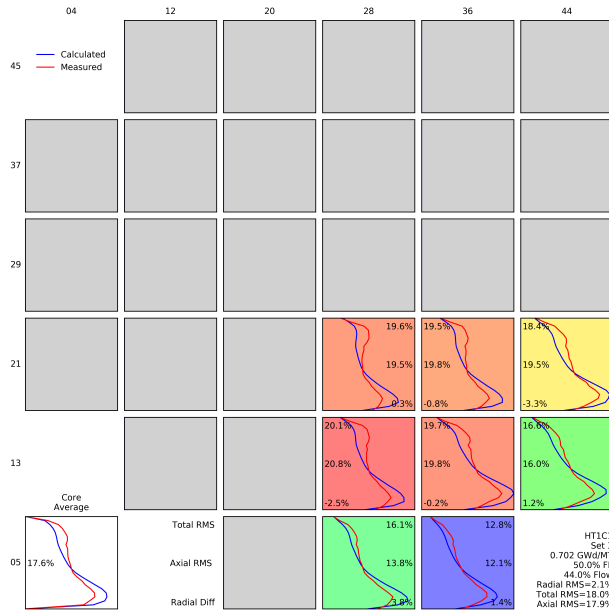 04 12 20 28 36 44
45
Calculated
Measured
37
29
21
19.6% 19.5% 18.4%
19.5% 19.8% 19.5%
0.3% -0.8% -3.3%
13
20.1% 19.7% 16.6%
20.8% 19.8% 16.0%
-2.5% -0.2% 1.2%
Core
Average
05
17.6%
Total RMS 16.1% 12.8%
Axial RMS 13.8% 12.1%
Radial Diff 3.8% 1.4%
HT1C
Set
0.702 GWd/M
50.0% F
44.0% Flow
Radial RMS=2.1%
Total RMS=18.0%
Axial RMS=17.9%